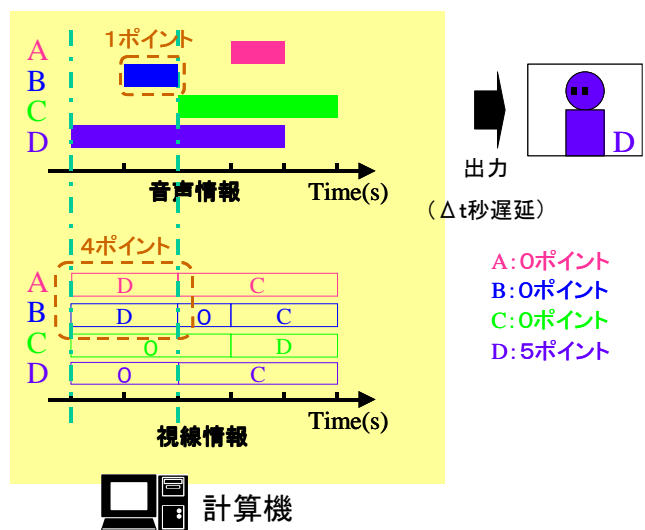 1ポイント
A
B
C
D
音声情報 Time(s)
4ポイント
A D C
B D 0 C
C 0 D
D 0 C
視線情報 Time(s)
計算機
D
出力
(Δt秒遅延)
A:0ポイント
B:0ポイント
C:0ポイント
D:5ポイント